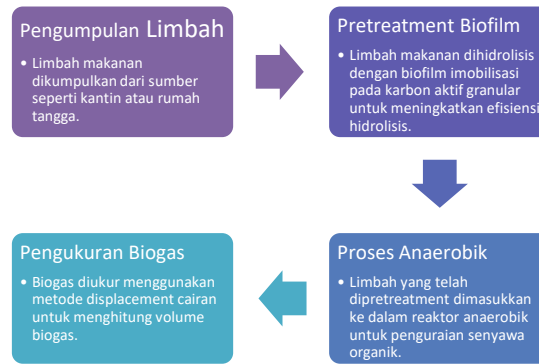 Pengumpulan Limbah
• Limbah makanan
dikumpulkan dari sumber
seperti kantin atau rumah
tangga.
Pretreatment Biofilm
• Limbah makanan dihidrolisis
dengan biofilm imobilisasi
pada karbon aktif granular
untuk meningkatkan efisiensi
hidrolisis.
Proses Anaerobik
• Limbah yang telah
dipretreatment dimasukkan
ke dalam reaktor anaerobik
untuk penguraian senyawa
organik.
Pengukuran Biogas
• Biogas diukur menggunakan
metode displacement cairan
untuk menghitung volume
biogas.